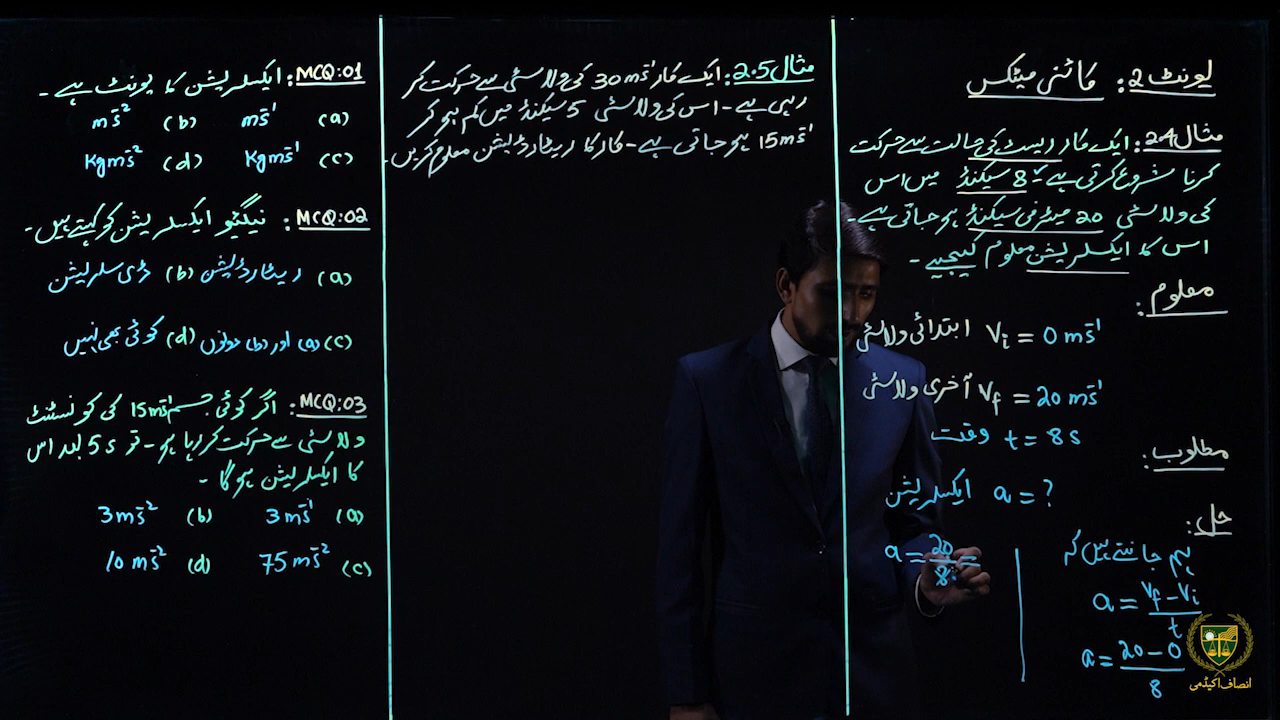 یونٹ 2: کائنی میٹکس
مثال 2.4: ایک کار ریسٹ کی حالت سے حرکت
کرنا شروع کرتی ہے۔ 8 سیکنڈ میں اس
کی ولاسٹی 20 میٹر فی سیکنڈ ہو جاتی ہے۔
اس کا ایکسلریشن معلوم کیجیے۔
معلوم:
ابتدائی ولاسٹی Vi = 0 ms⁻¹
آخری ولاسٹی Vf = 20 ms⁻¹
وقت t = 8 s
مطلوب:
ایکسلریشن a = ?
حل:
ہم جانتے ہیں کہ
a = (Vf - Vi) / t
a = (20 - 0) / 8
a = 20 / 8 =
مثال 2.5: ایک کار 30 ms⁻¹ کی ولاسٹی سے حرکت کر
رہی ہے۔ اس کی ولاسٹی 5 سیکنڈ میں کم ہو کر
15 ms⁻¹ ہو جاتی ہے۔ کار کا ریٹارڈیشن معلوم کریں۔
MCQ:01: ایکسلریشن کا یونٹ ہے۔
(a) ms⁻¹ (b) ms⁻²
(c) Kgms⁻¹ (d) Kgms⁻²
MCQ:02: نیگیٹو ایکسلریشن کو کہتے ہیں۔
(a) ریٹارڈیشن (b) ڈی سلریشن
(c) (a) اور (b) دونوں (d) کوئی بھی نہیں
MCQ:03: اگر کوئی جسم 15 ms⁻¹ کی کونسٹنٹ
ولاسٹی سے حرکت کر رہا ہو۔ تو 5 s بعد اس
کا ایکسلریشن ہوگا۔
(a) 3 ms⁻¹ (b) 3 ms⁻²
(c) 75 ms⁻² (d) 10 ms⁻²
انصاف اکیڈمی